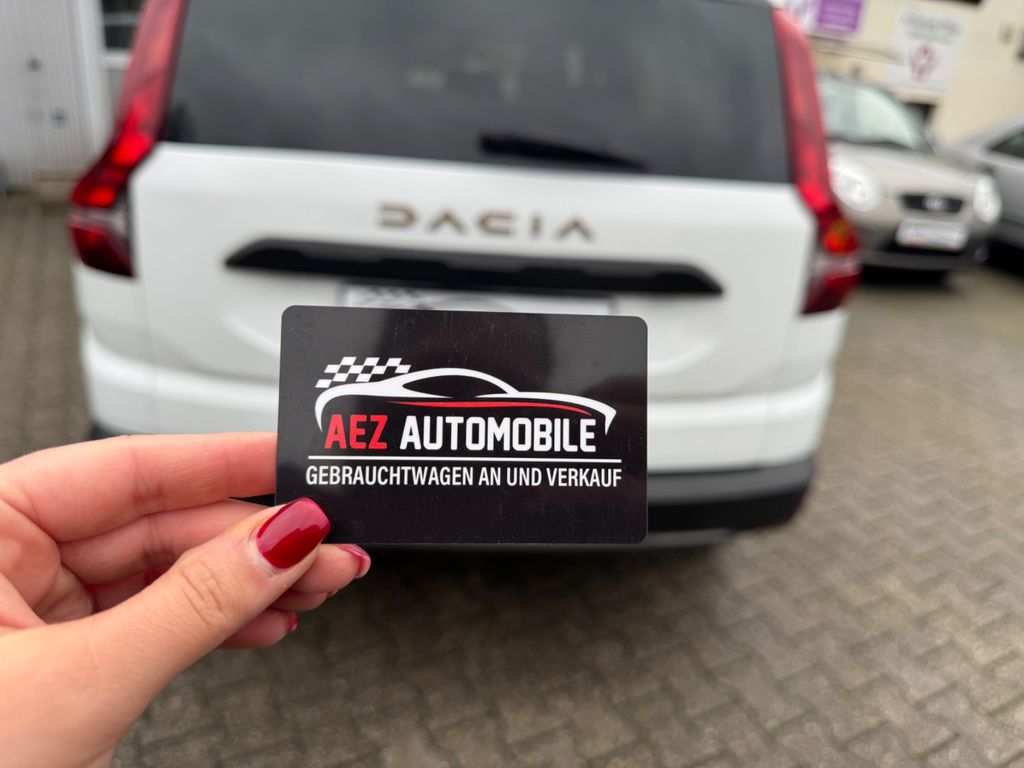 DACIA
AEZ AUTOMOBILE
GEBRAUCHTWAGEN AN UND VERKAUF